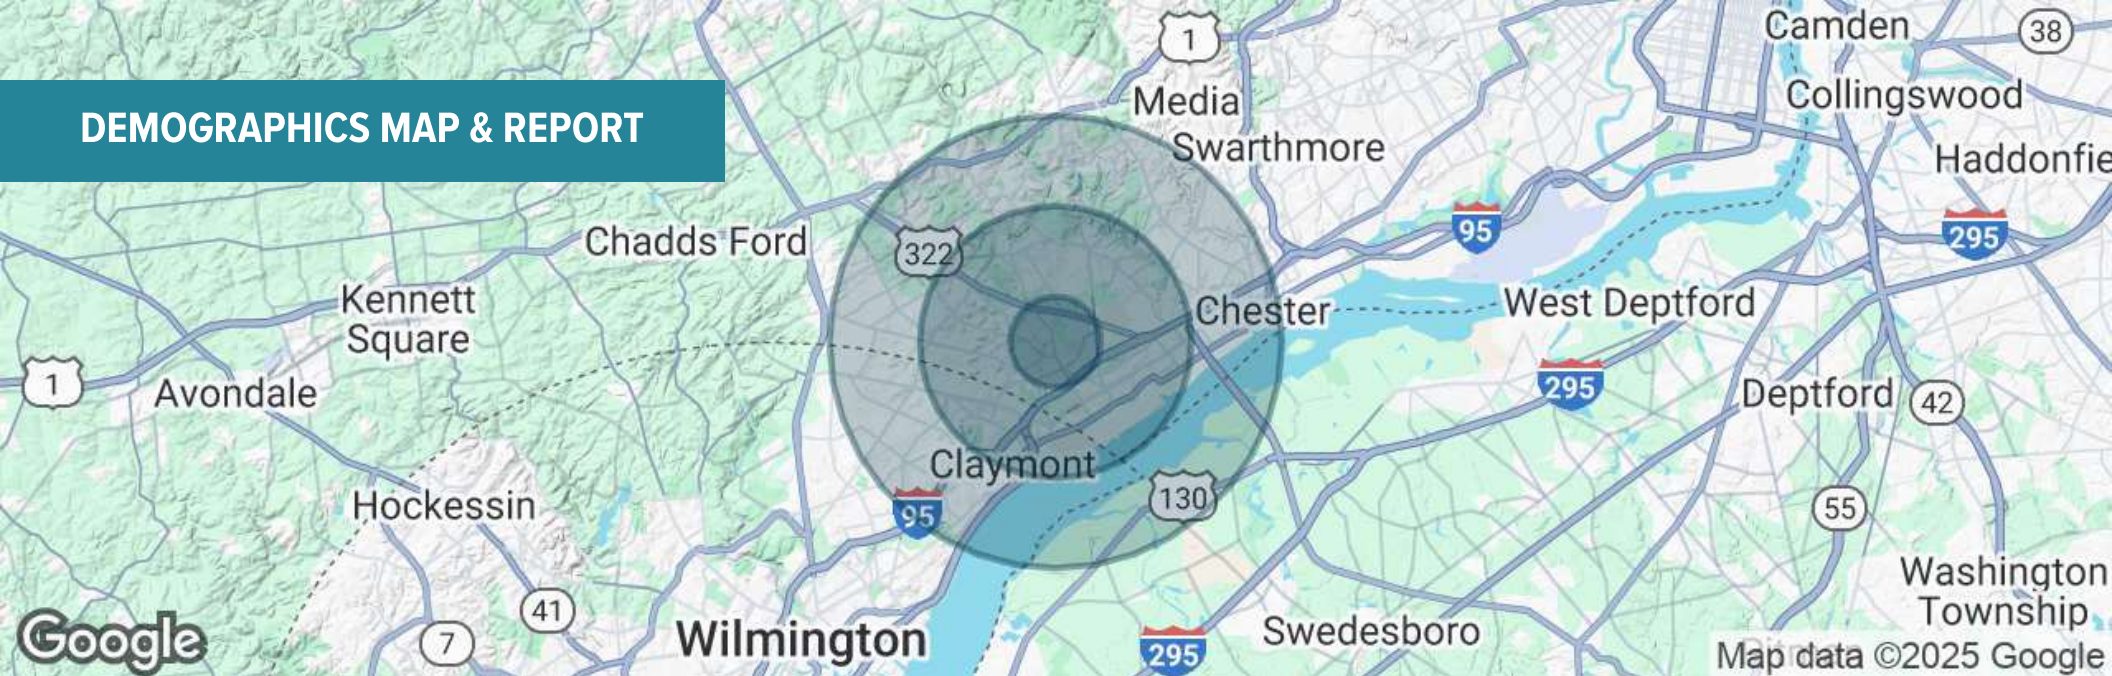 DEMOGRAPHICS MAP & REPORT
1
Media
Swarthmore
Camden
38
Collingswood
Haddonfie
95
295
Chadds Ford
322
Kennett
Square
Chester
West Deptford
1
Avondale
295
Deptford
42
Claymont
130
95
Hockessin
55
41
7
Wilmington
295
Swedesboro
Washington
Township
Google
Map data ©2025 Google